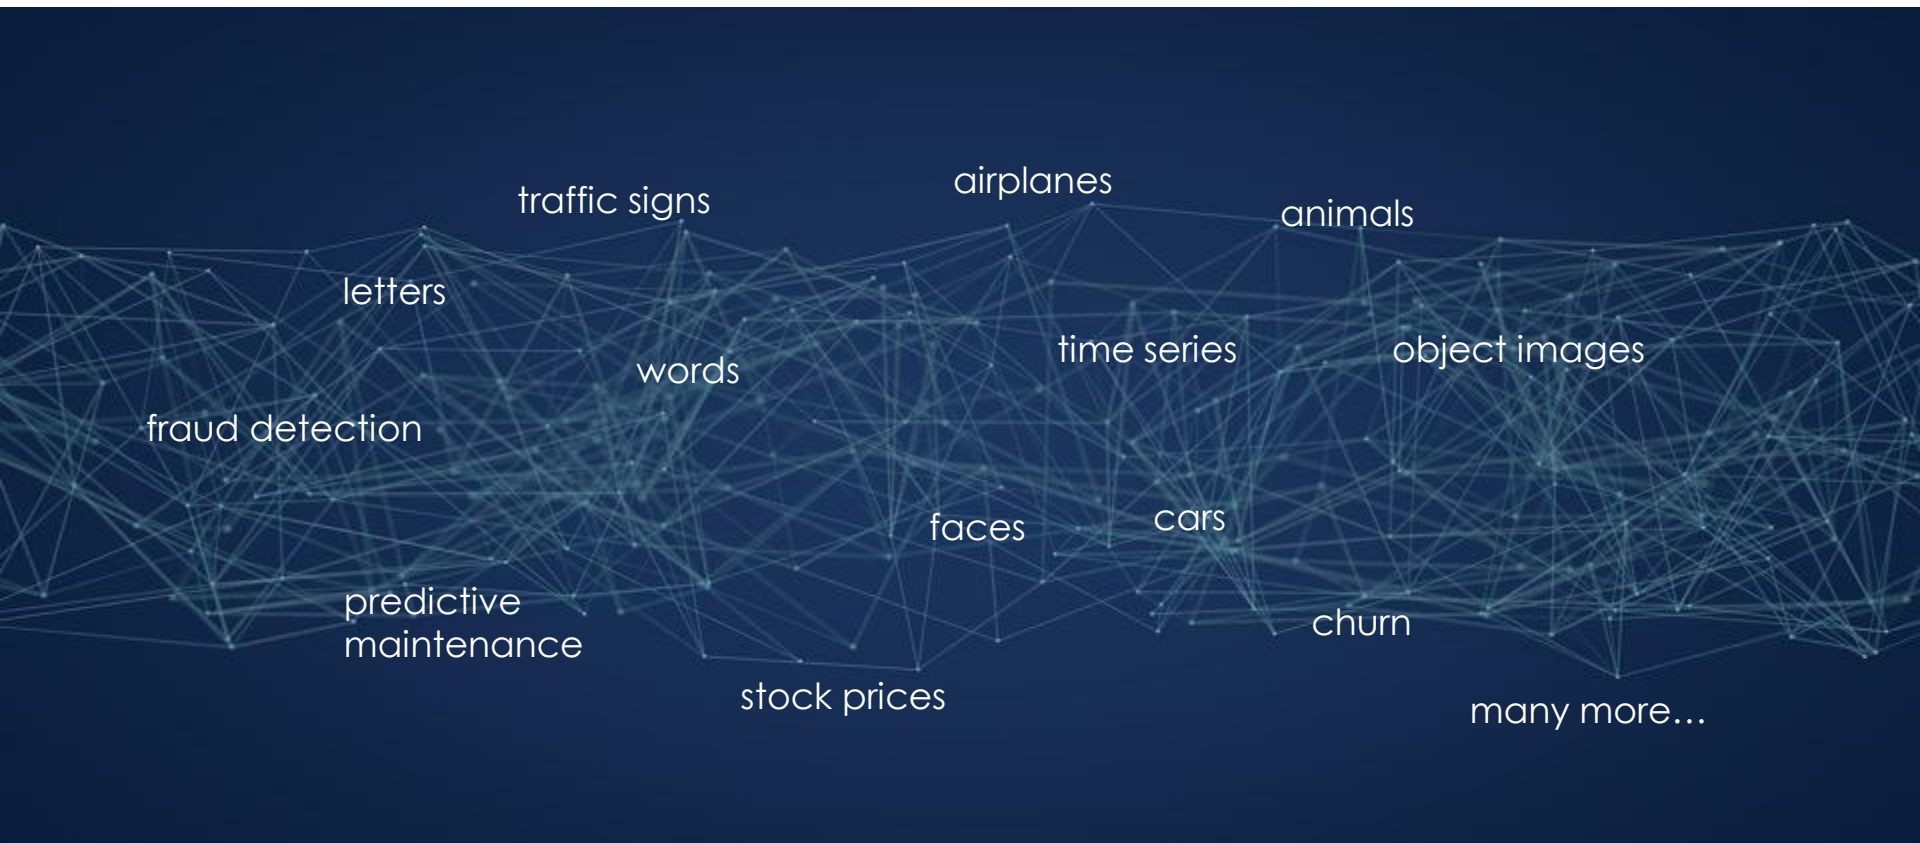 airplanes
traffic signs
animals
letters
time series
object images
words
fraud detection
cars
faces
predictive
maintenance
churn
stock prices
many more…